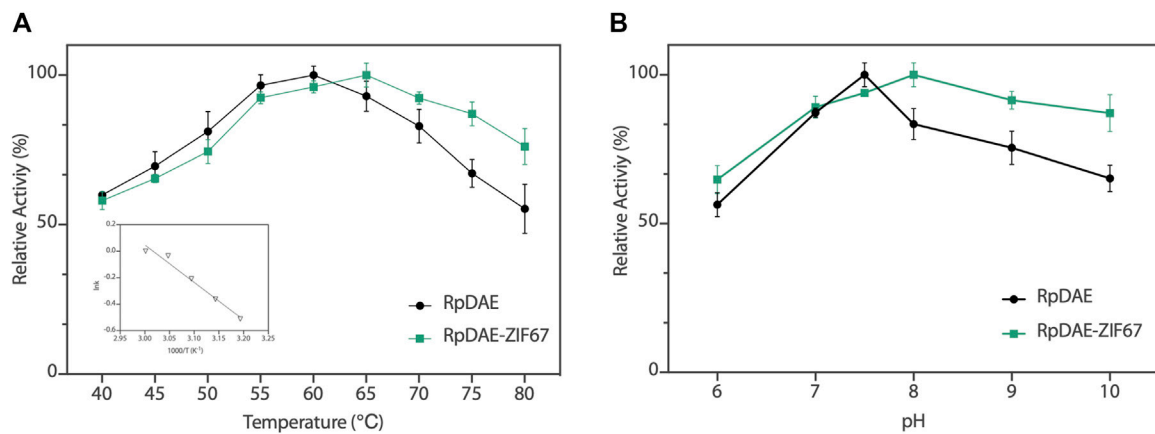 A
Relative Activiy (%)
100
50
0
0.2
0.0
-0.2
-0.4
-0.6
lnk
2.95 3.00 3.05 3.10 3.15 3.20 3.25
1000/T (K-1)
RpDAE
RpDAE-ZIF67
40 45 50 55 60 65 70 75 80
Temperature (°C)
B
Relative Activiy (%)
100
50
0
RpDAE
RpDAE-ZIF67
6 7 8 9 10
pH